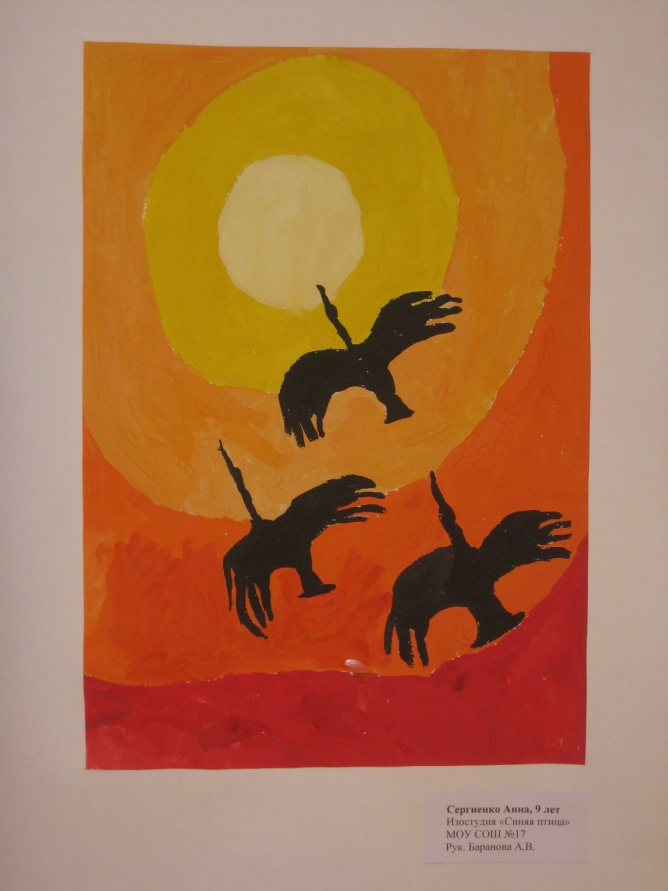 Сергиенко Анна, 9 лет
Изостудия «Синяя птица»
МОУ СОШ №17
Рук. Баранова А.В.